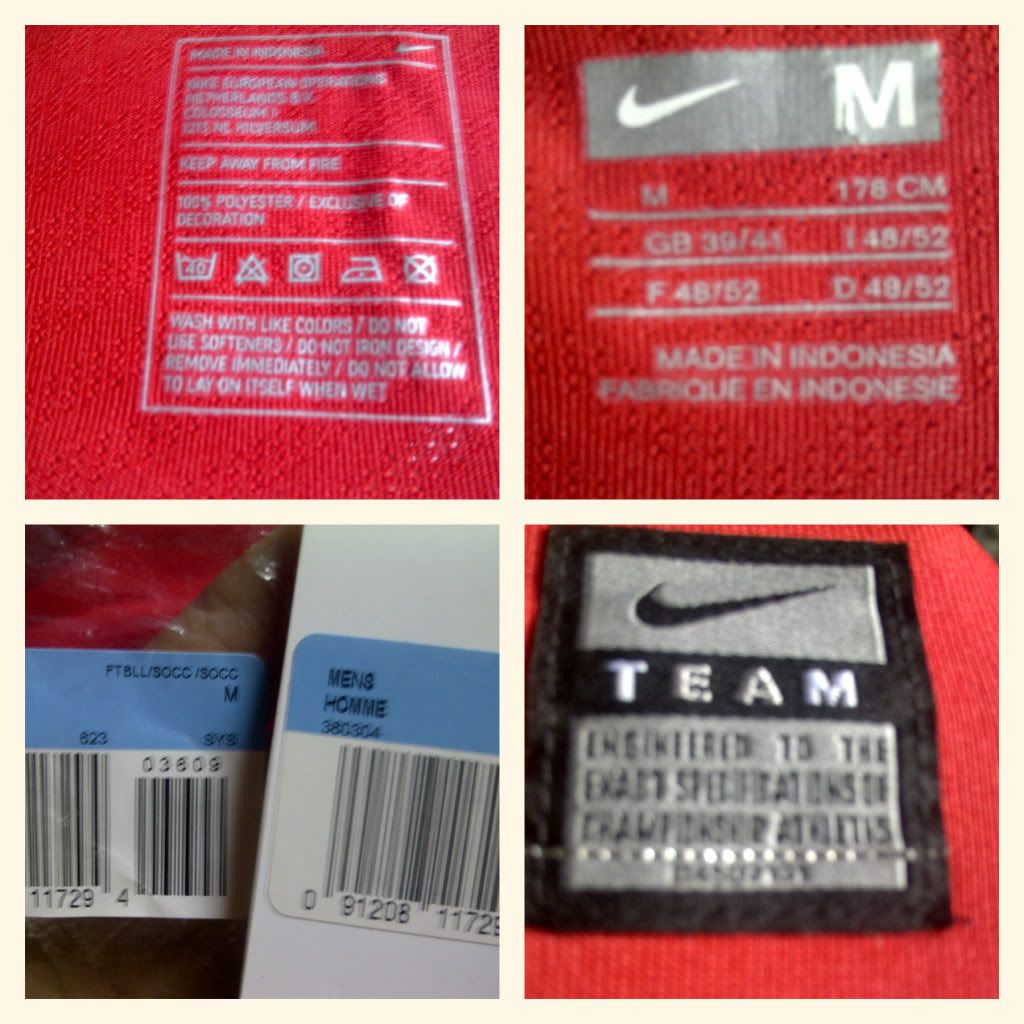 MADE IN INDONESIA
NIKE EUROPEAN OPERATIONS
NETHERLANDS B.V.
COLOSSEUM 1
1213 NL HILVERSUM
KEEP AWAY FROM FIRE
100% POLYESTER / EXCLUSIVE OF
DECORATION
40
WASH WITH LIKE COLORS / DO NOT
USE SOFTENERS / DO NOT IRON DESIGN /
REMOVE IMMEDIATELY / DO NOT ALLOW
TO LAY ON ITSELF WHEN WET
M
M 178 CM
GB 39/41 I 48/52
F 48/52 D 48/52
MADE IN INDONESIA
FABRIQUE EN INDONESIE
FTBLL/SOCC /SOCC
M
623 SYS
03609
11729 4
MENS
HOMME
380304
0 91208 11729
TEAM
ENGINEERED TO THE
EXACT SPECIFICATIONS OF
CHAMPIONSHIP ATHLETES